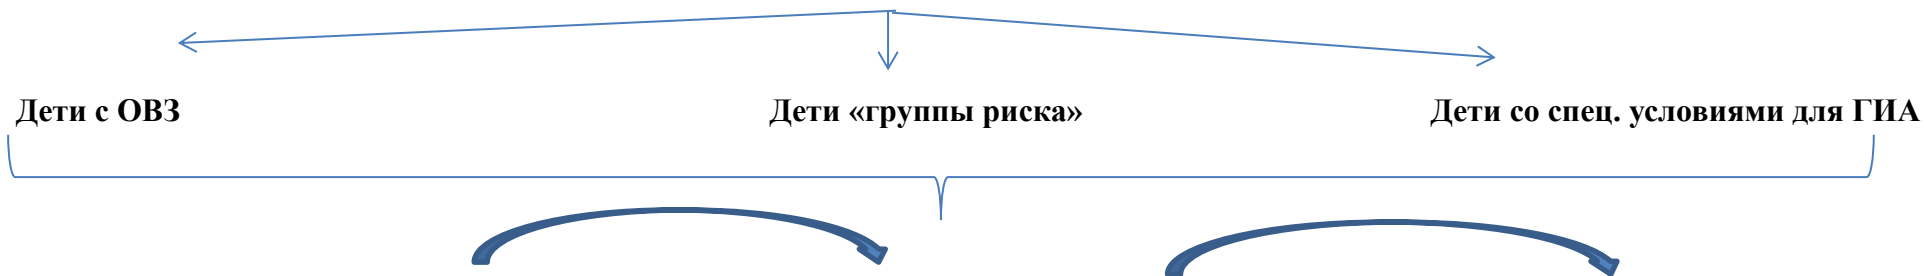 Дети с ОВЗ Дети «группы риска» Дети со спец. условиями для ГИА